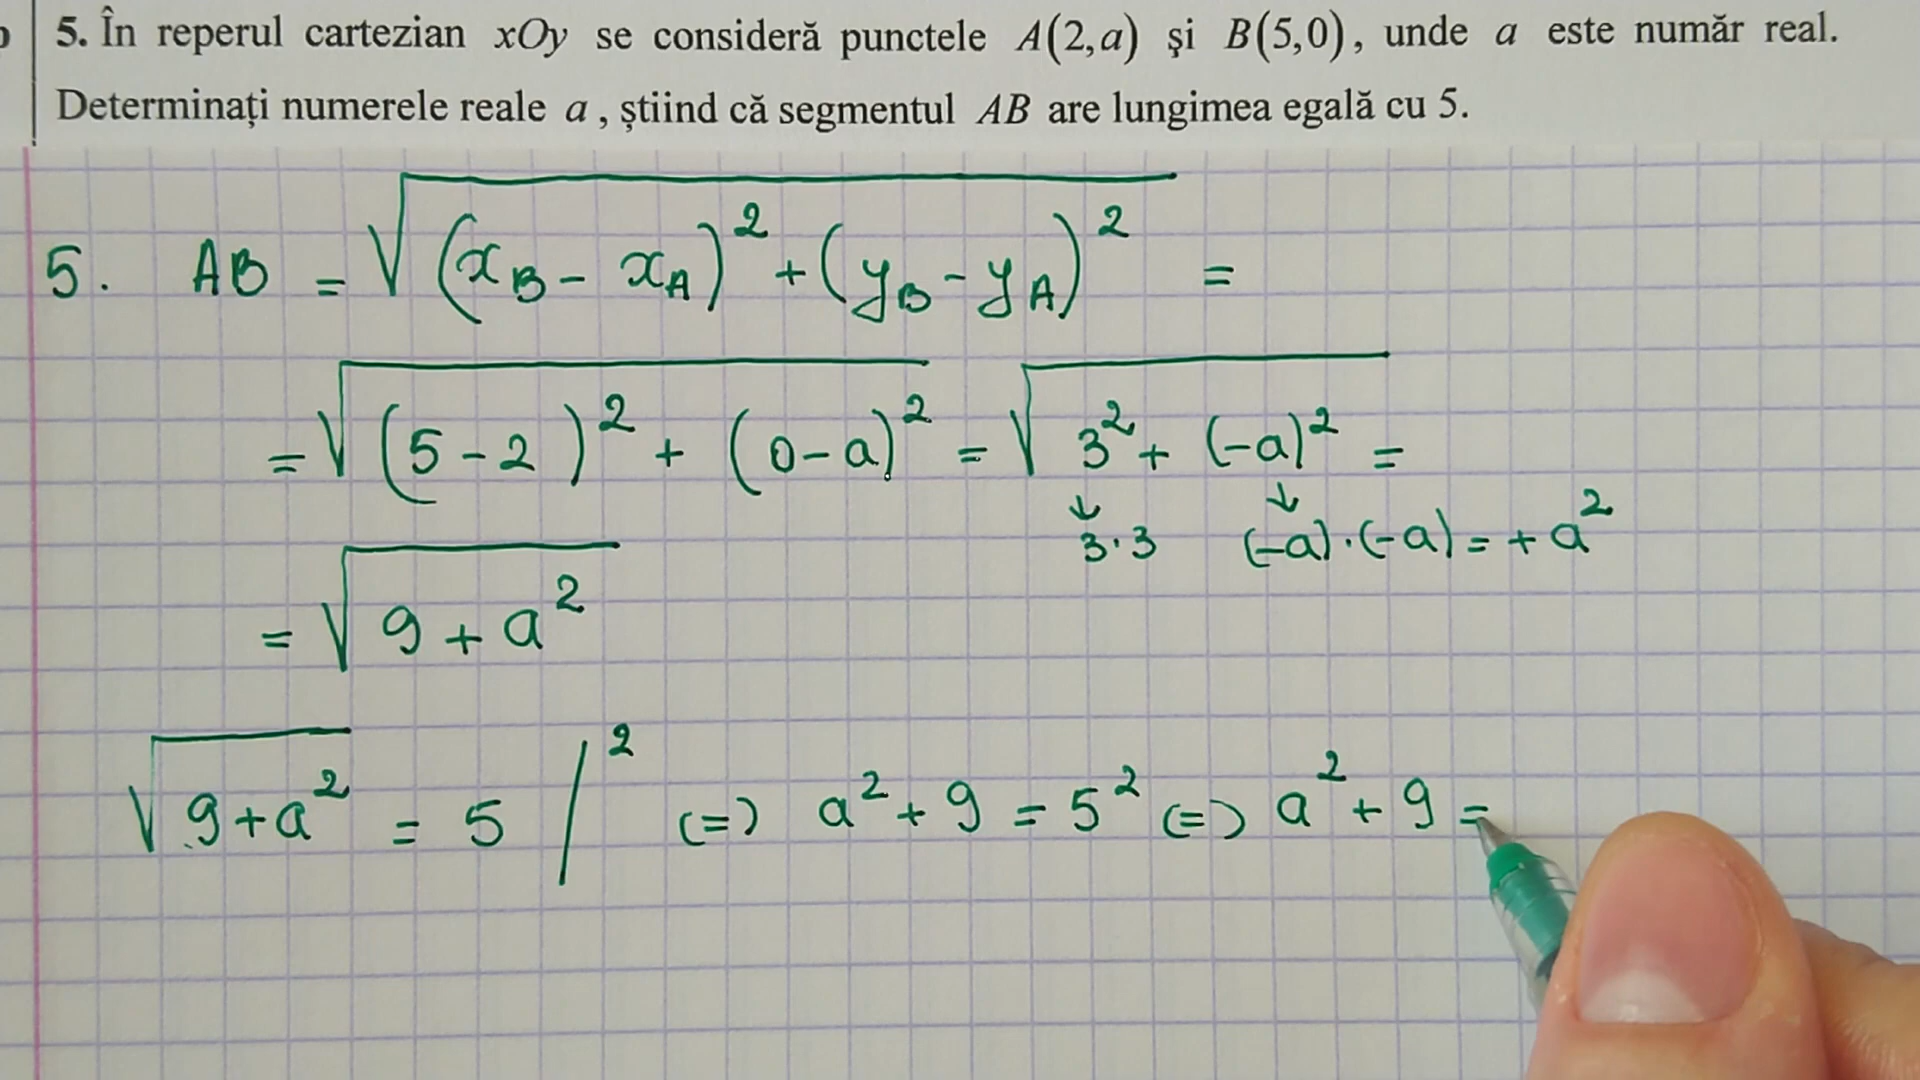 5. În reperul cartezian xOy se consideră punctele A(2,a) şi B(5,0), unde a este număr real.
Determinați numerele reale a, știind că segmentul AB are lungimea egală cu 5.
5. AB = √((x_B - x_A)² + (y_B - y_A)²) =
= √((5-2)² + (0-a)²) = √(3² + (-a)²) =
↓ ↓
3·3 (-a)·(-a) = +a²
= √(9+a²)
√(9+a²) = 5 /² (=) a²+9 = 5² (=) a²+9 =